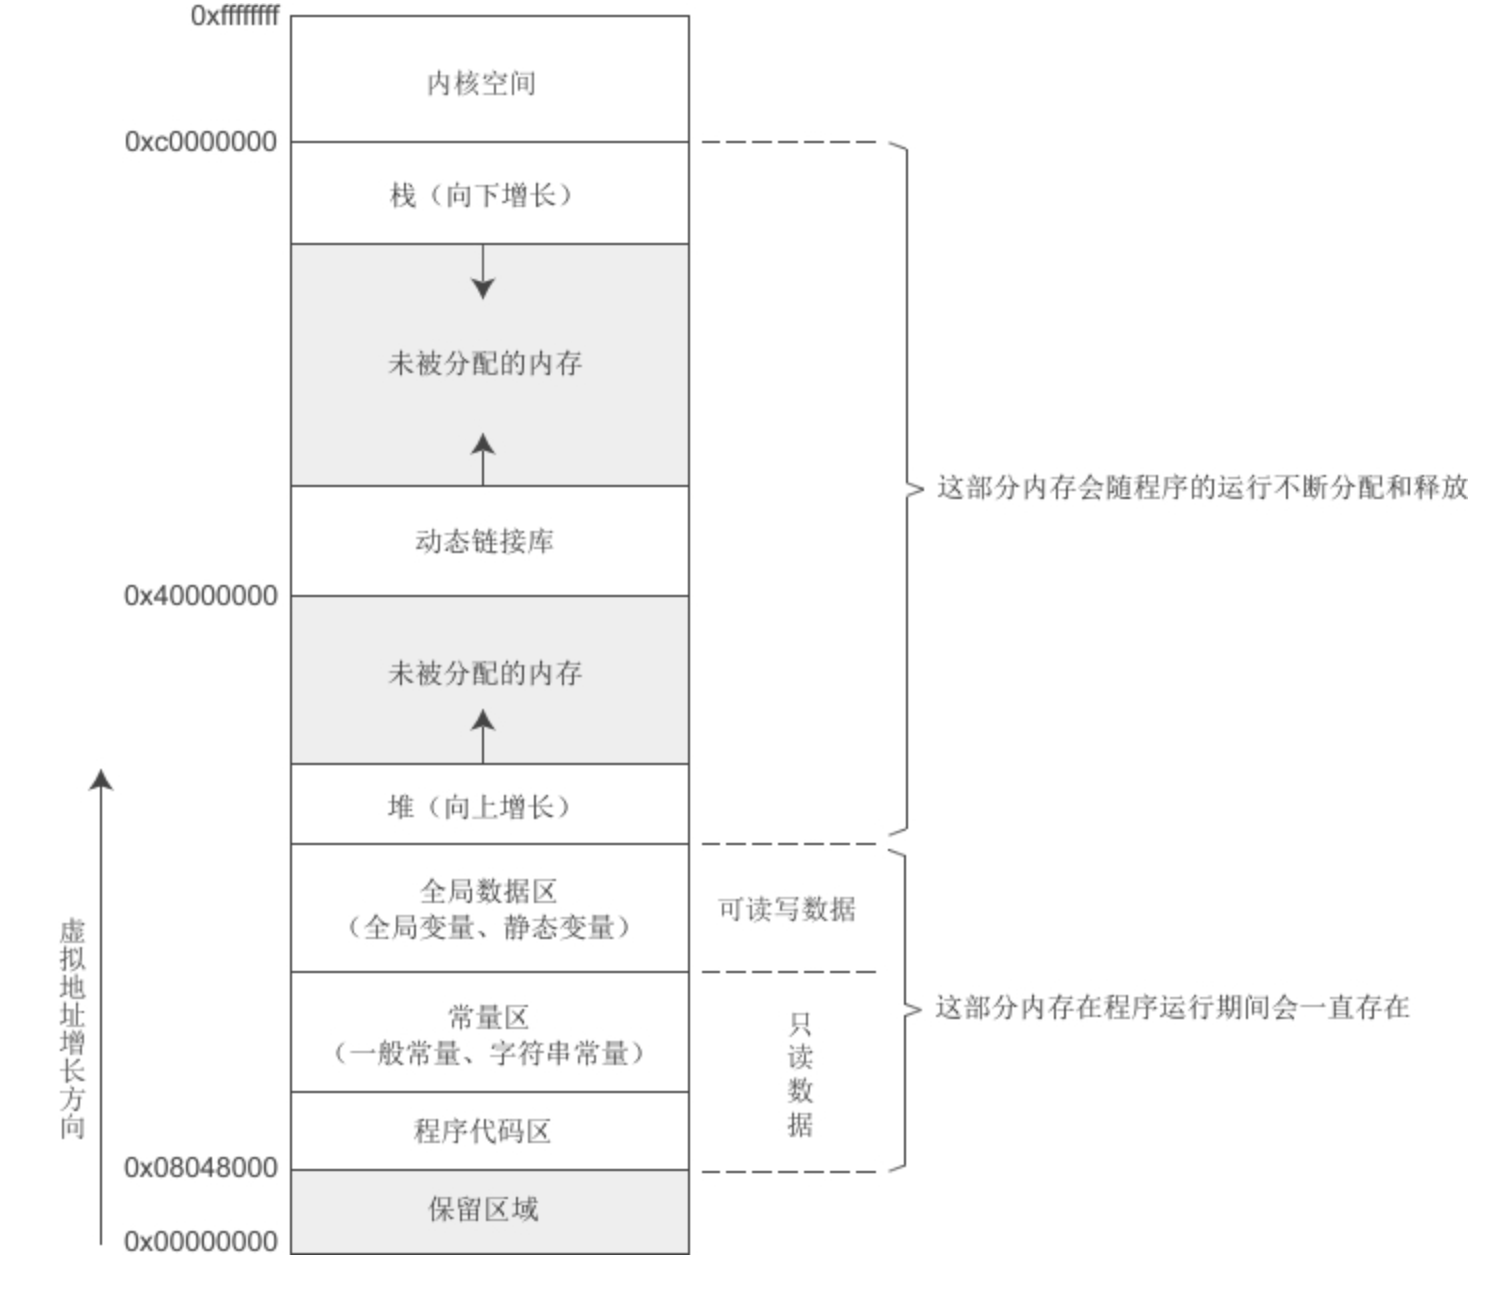 0xffffffff
内核空间
0xc0000000
栈（向下增长）
未被分配的内存
这部分内存会随程序的运行不断分配和释放
动态链接库
0x40000000
未被分配的内存
堆（向上增长）
全局数据区
（全局变量、静态变量）
可读写数据
常量区
（一般常量、字符串常量）
只读数据
这部分内存在程序运行期间会一直存在
程序代码区
虚拟地址增长方向
0x08048000
保留区域
0x00000000